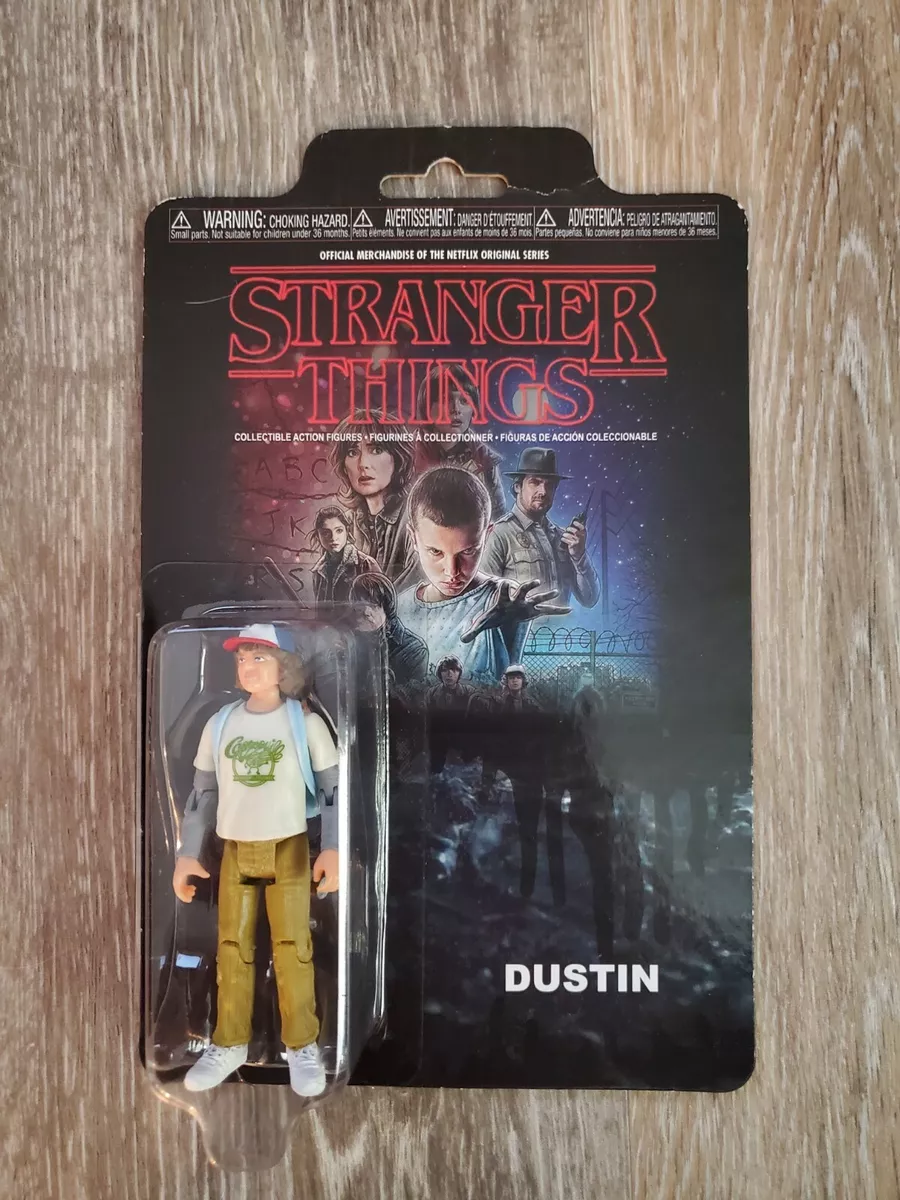 WARNING: CHOKING HAZARD.
Small parts. Not suitable for children under 36 months.
AVERTISSEMENT: DANGER D'ÉTOUFFEMENT
Petits éléments. Ne convient pas aux enfants de moins de 36 mois.
ADVERTENCIA: PELIGRO DE ATRAGANTAMIENTO.
Partes pequeñas. No conviene para niños menores de 36 meses.
OFFICIAL MERCHANDISE OF THE NETFLIX ORIGINAL SERIES
STRANGER
THINGS
COLLECTIBLE ACTION FIGURES • FIGURINES À COLLECTIONNER • FIGURAS DE ACCIÓN COLECCIONABLE
A B C
J K
R S
DUSTIN